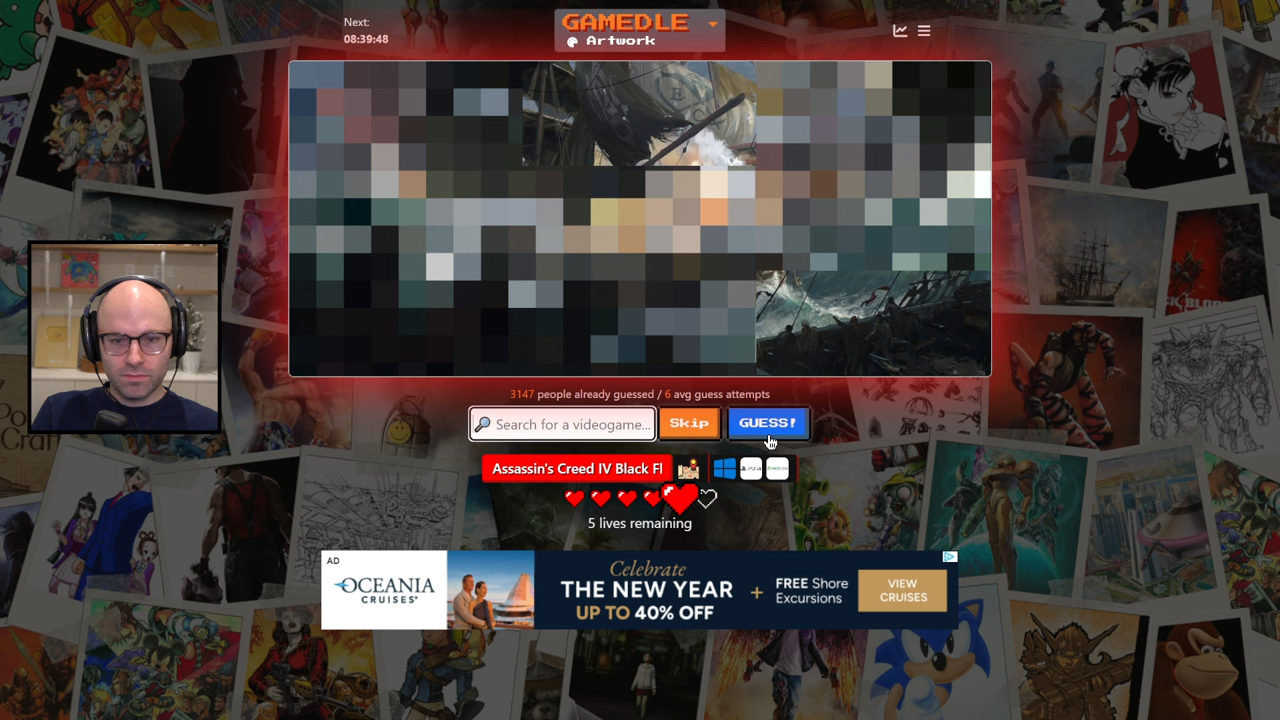 Next:
08:39:48
GAMEDLE
Artwork
3147 people already guessed / 6 avg guess attempts
Search for a videogame...
Skip
GUESS!
Assassin's Creed IV Black Fl
5 lives remaining
AD
OCEANIA
CRUISES
Celebrate
THE NEW YEAR
UP TO 40% OFF
+
FREE Shore
Excursions
VIEW
CRUISES